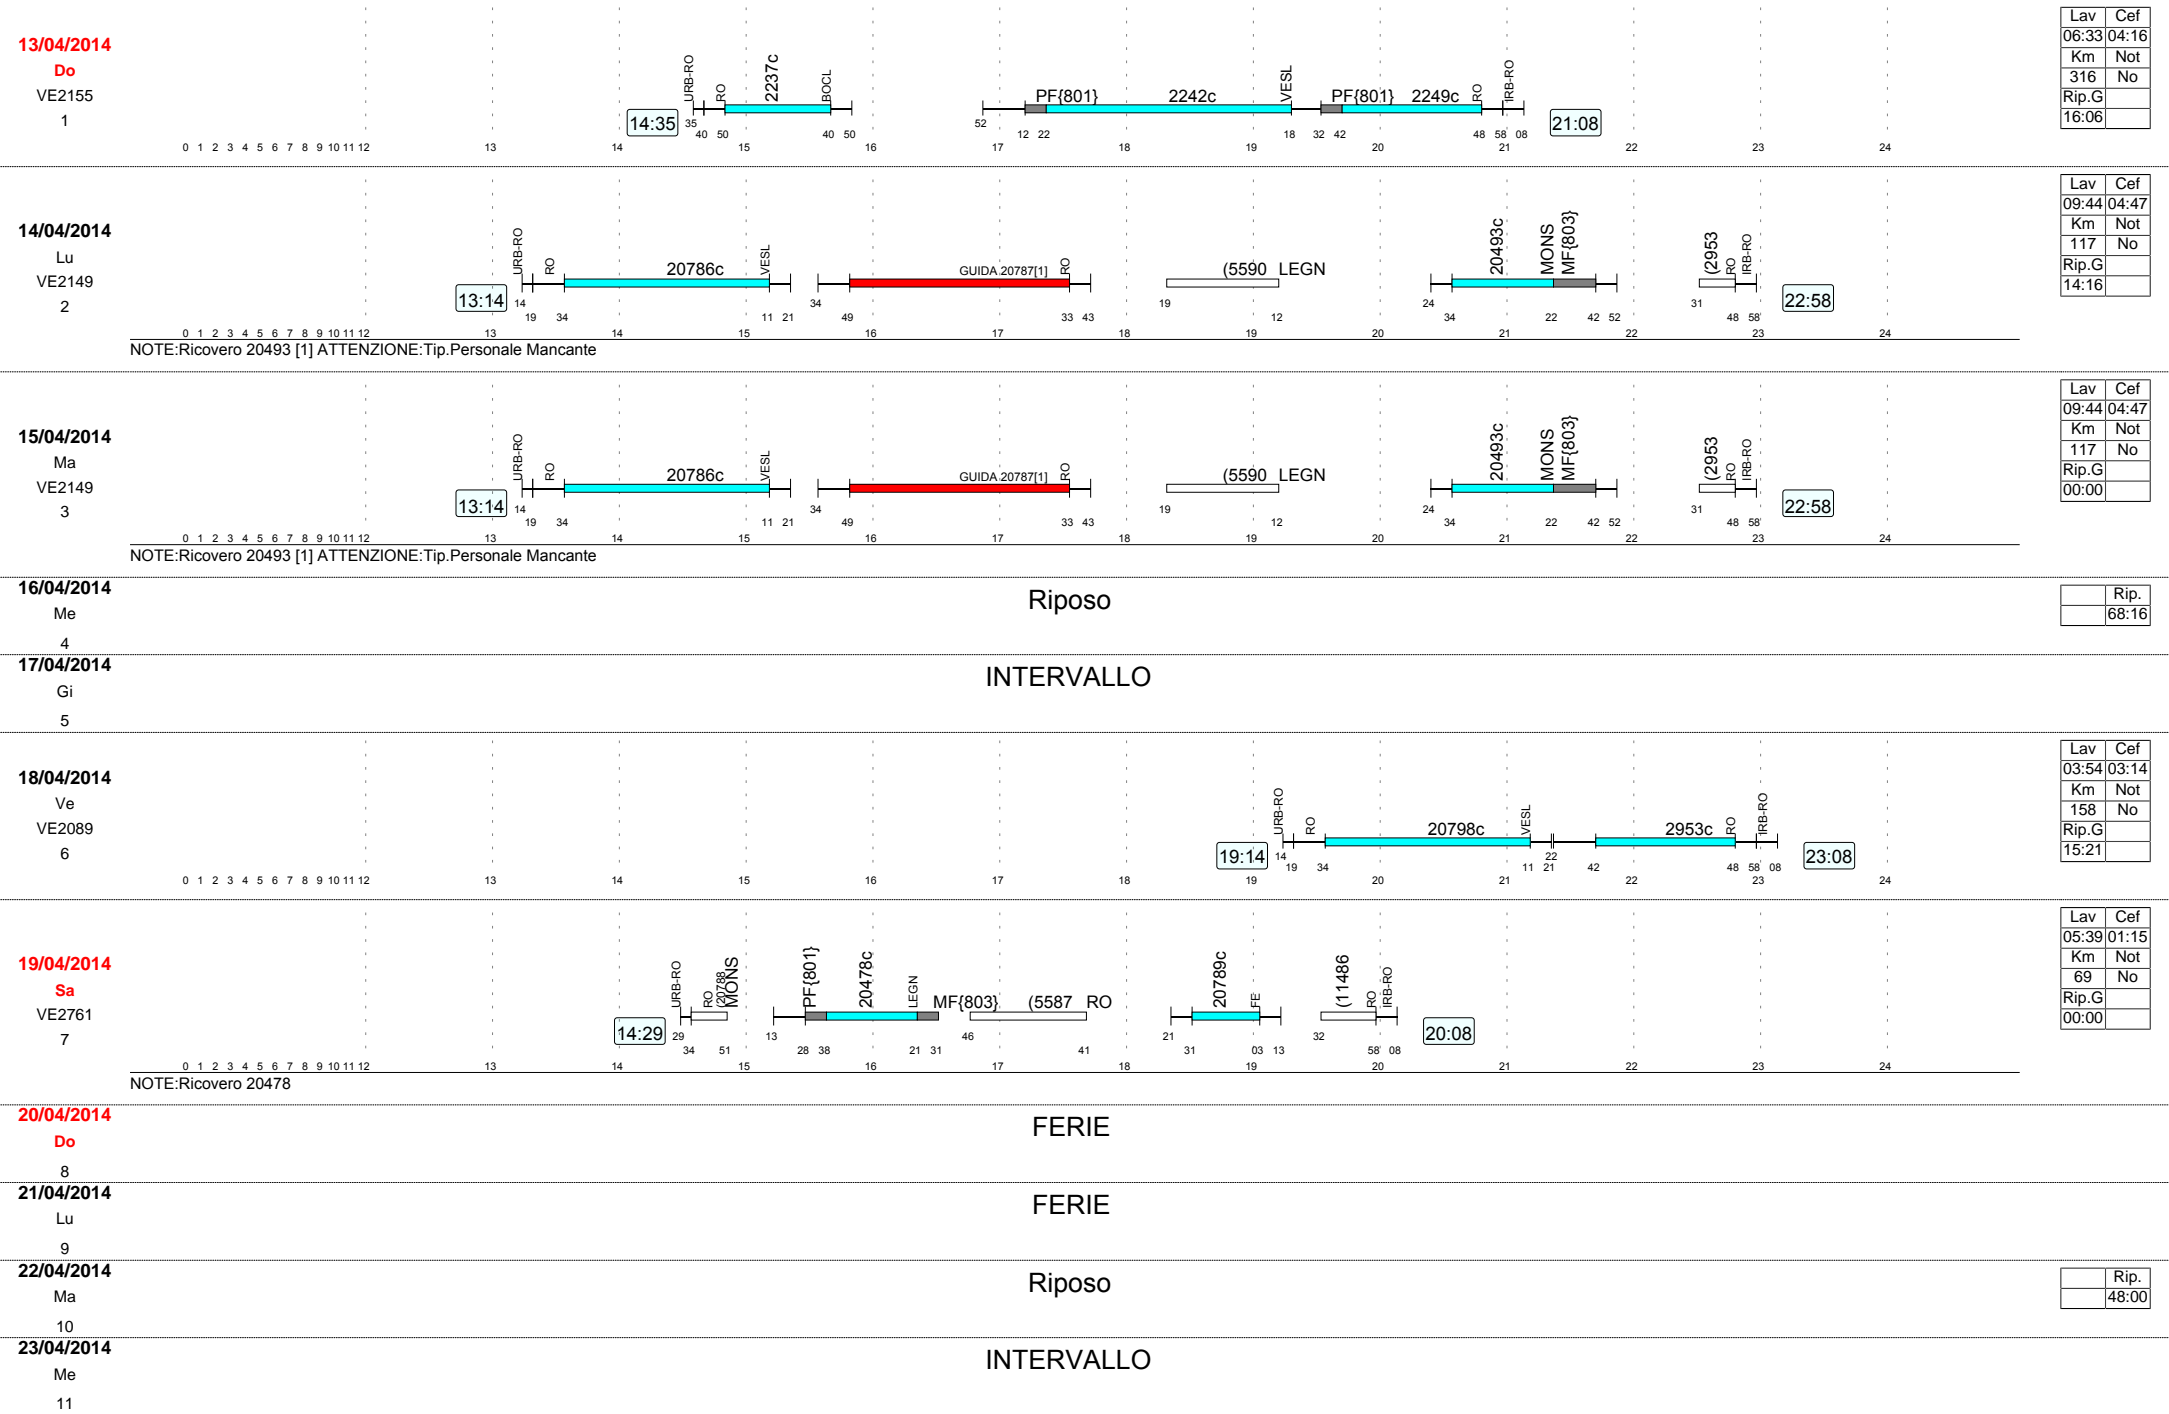 13/04/2014
Do
VE2155
1
14:35
URB-RO RO 2237c BOCL PF{801} 2242c VESL PF{801} 2249c RO IRB-RO
35 40 50 40 50 52 12 22 18 32 42 48 58 08
21:08
0 1 2 3 4 5 6 7 8 9 10 11 12 13 14 15 16 17 18 19 20 21 22 23 24
Lav Cef
06:33 04:16
Km Not
316 No
Rip.G
16:06
14/04/2014
Lu
VE2149
2
13:14
URB-RO RO 20786c VESL GUIDA 20787[1] RO (5590 LEGN 20493c MONS MF{803} (2953 RO IRB-RO
14 19 34 11 21 34 49 33 43 19 12 24 34 22 42 52 31 48 58
22:58
0 1 2 3 4 5 6 7 8 9 10 11 12 13 14 15 16 17 18 19 20 21 22 23 24
NOTE:Ricovero 20493 [1] ATTENZIONE:Tip.Personale Mancante
Lav Cef
09:44 04:47
Km Not
117 No
Rip.G
14:16
15/04/2014
Ma
VE2149
3
13:14
URB-RO RO 20786c VESL GUIDA 20787[1] RO (5590 LEGN 20493c MONS MF{803} (2953 RO IRB-RO
14 19 34 11 21 34 49 33 43 19 12 24 34 22 42 52 31 48 58
22:58
0 1 2 3 4 5 6 7 8 9 10 11 12 13 14 15 16 17 18 19 20 21 22 23 24
NOTE:Ricovero 20493 [1] ATTENZIONE:Tip.Personale Mancante
Lav Cef
09:44 04:47
Km Not
117 No
Rip.G
00:00
16/04/2014
Me
4
Riposo
Rip.
68:16
17/04/2014
Gi
5
INTERVALLO
18/04/2014
Ve
VE2089
6
19:14
URB-RO RO 20798c VESL 2953c RO IRB-RO
14 19 34 11 21 22 42 48 58 08
23:08
0 1 2 3 4 5 6 7 8 9 10 11 12 13 14 15 16 17 18 19 20 21 22 23 24
Lav Cef
03:54 03:14
Km Not
158 No
Rip.G
15:21
19/04/2014
Sa
VE2761
7
14:29
URB-RO RO (20788 MONS PF{801} 20478c LEGN MF{803} (5587 RO 20789c FE (11486 RO IRB-RO
29 34 51 13 28 38 21 31 46 41 21 31 03 13 32 58 08
20:08
0 1 2 3 4 5 6 7 8 9 10 11 12 13 14 15 16 17 18 19 20 21 22 23 24
NOTE:Ricovero 20478
Lav Cef
05:39 01:15
Km Not
69 No
Rip.G
00:00
20/04/2014
Do
8
FERIE
21/04/2014
Lu
9
FERIE
22/04/2014
Ma
10
Riposo
Rip.
48:00
23/04/2014
Me
11
INTERVALLO